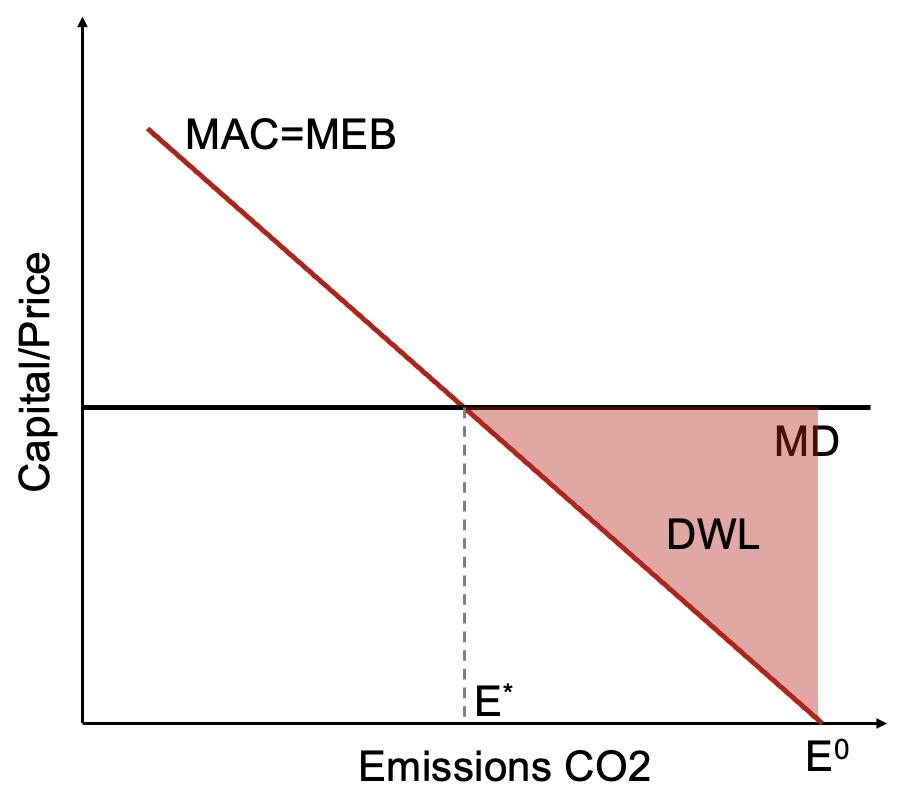 MAC=MEB
Capital/Price
MD
DWL
E*
E⁰
Emissions CO2